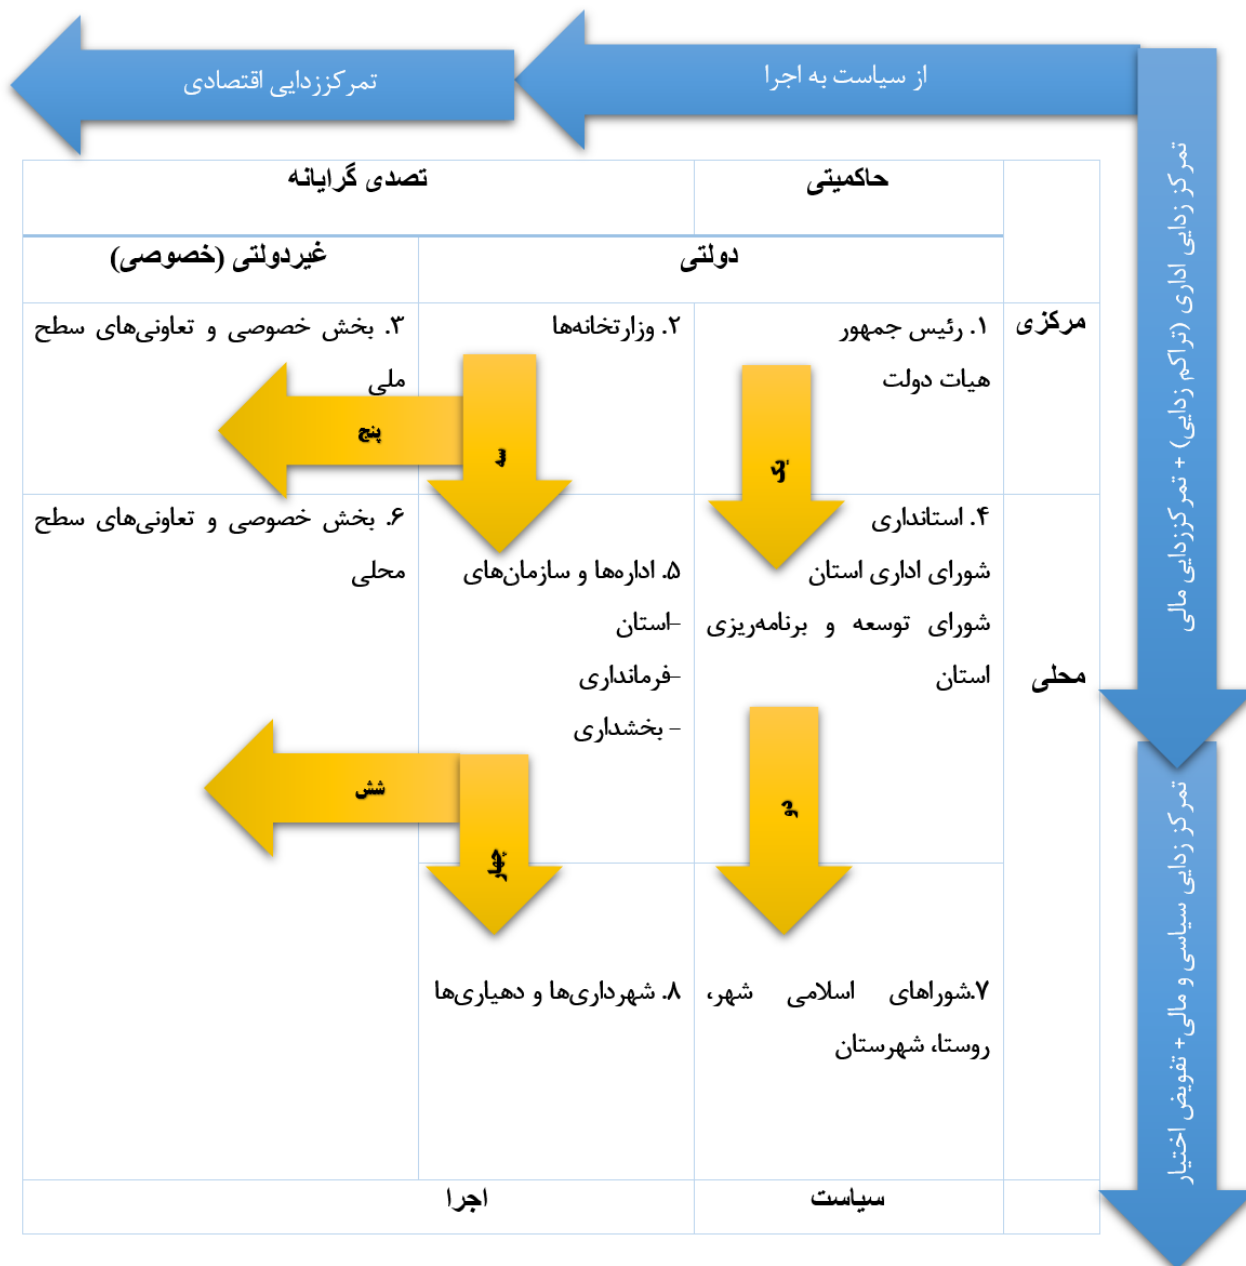 از سیاست به اجرا
تمرکززدایی اقتصادی
تمرکز زدایی اداری (تراکم زدایی) + تمرکززدایی مالی
تمرکز زدایی سیاسی و مالی+ تفویض اختیار
حاکمیتی
تصدی گرایانه
دولتی
غیردولتی (خصوصی)
مرکزی
۱. رئیس جمهور
هیات دولت
۲. وزارتخانه‌ها
۳. بخش خصوصی و تعاونی‌های سطح
ملی
یک
سه
پنج
محلی
۴. استانداری
شورای اداری استان
شورای توسعه و برنامه‌ریزی
استان
۵. اداره‌ها و سازمان‌های
-استان
-فرمانداری
- بخشداری
۶. بخش خصوصی و تعاونی‌های سطح
محلی
دو
چهار
شش
۷.شوراهای اسلامی شهر،
روستا، شهرستان
۸. شهرداری‌ها و دهیاری‌ها
سیاست
اجرا